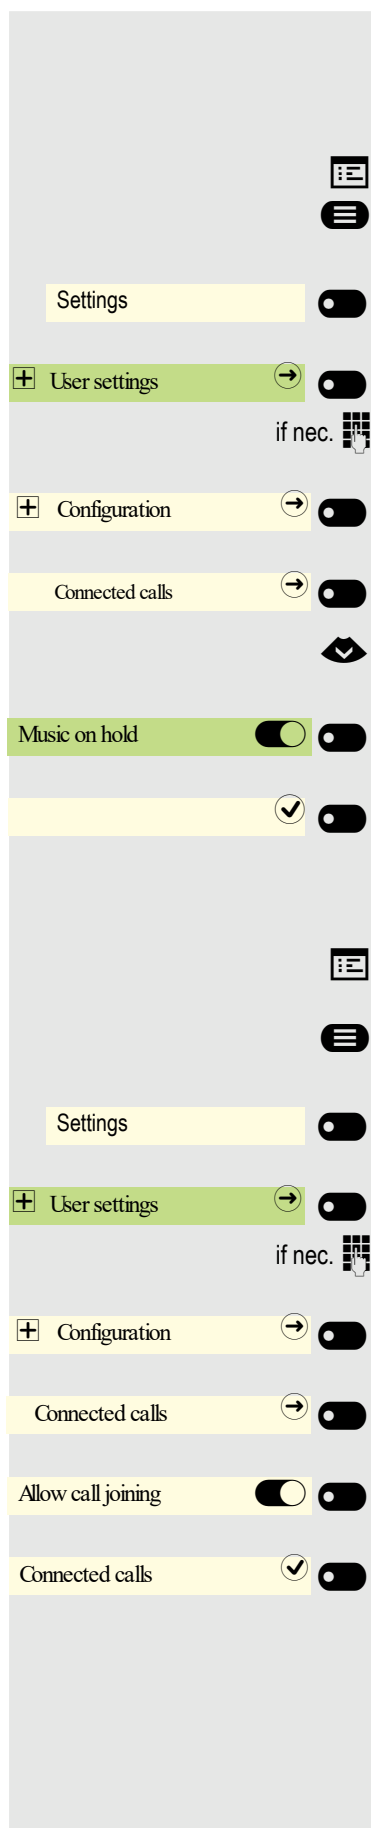 Settings
User settings
if nec.
Configuration
Connected calls
Music on hold
Settings
User settings
if nec.
Configuration
Connected calls
Allow call joining
Connected calls